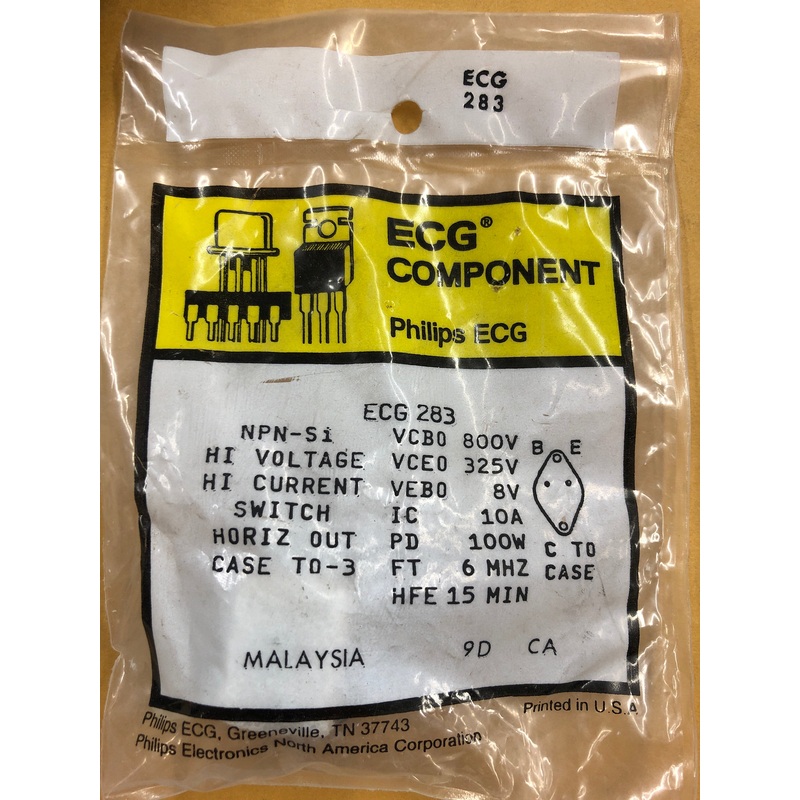 ECG
283
ECG®
COMPONENT
Philips ECG
ECG 283
NPN-Si VCBO 800V
HI VOLTAGE VCEO 325V
HI CURRENT VEBO 8V
SWITCH IC 10A
HORIZ OUT PD 100W
CASE TO-3 FT 6 MHZ
HFE 15 MIN
B E
C TO
CASE
MALAYSIA 9D CA
Printed in U.S.A
Philips ECG, Greeneville, TN 37743
Philips Electronics North America Corporation